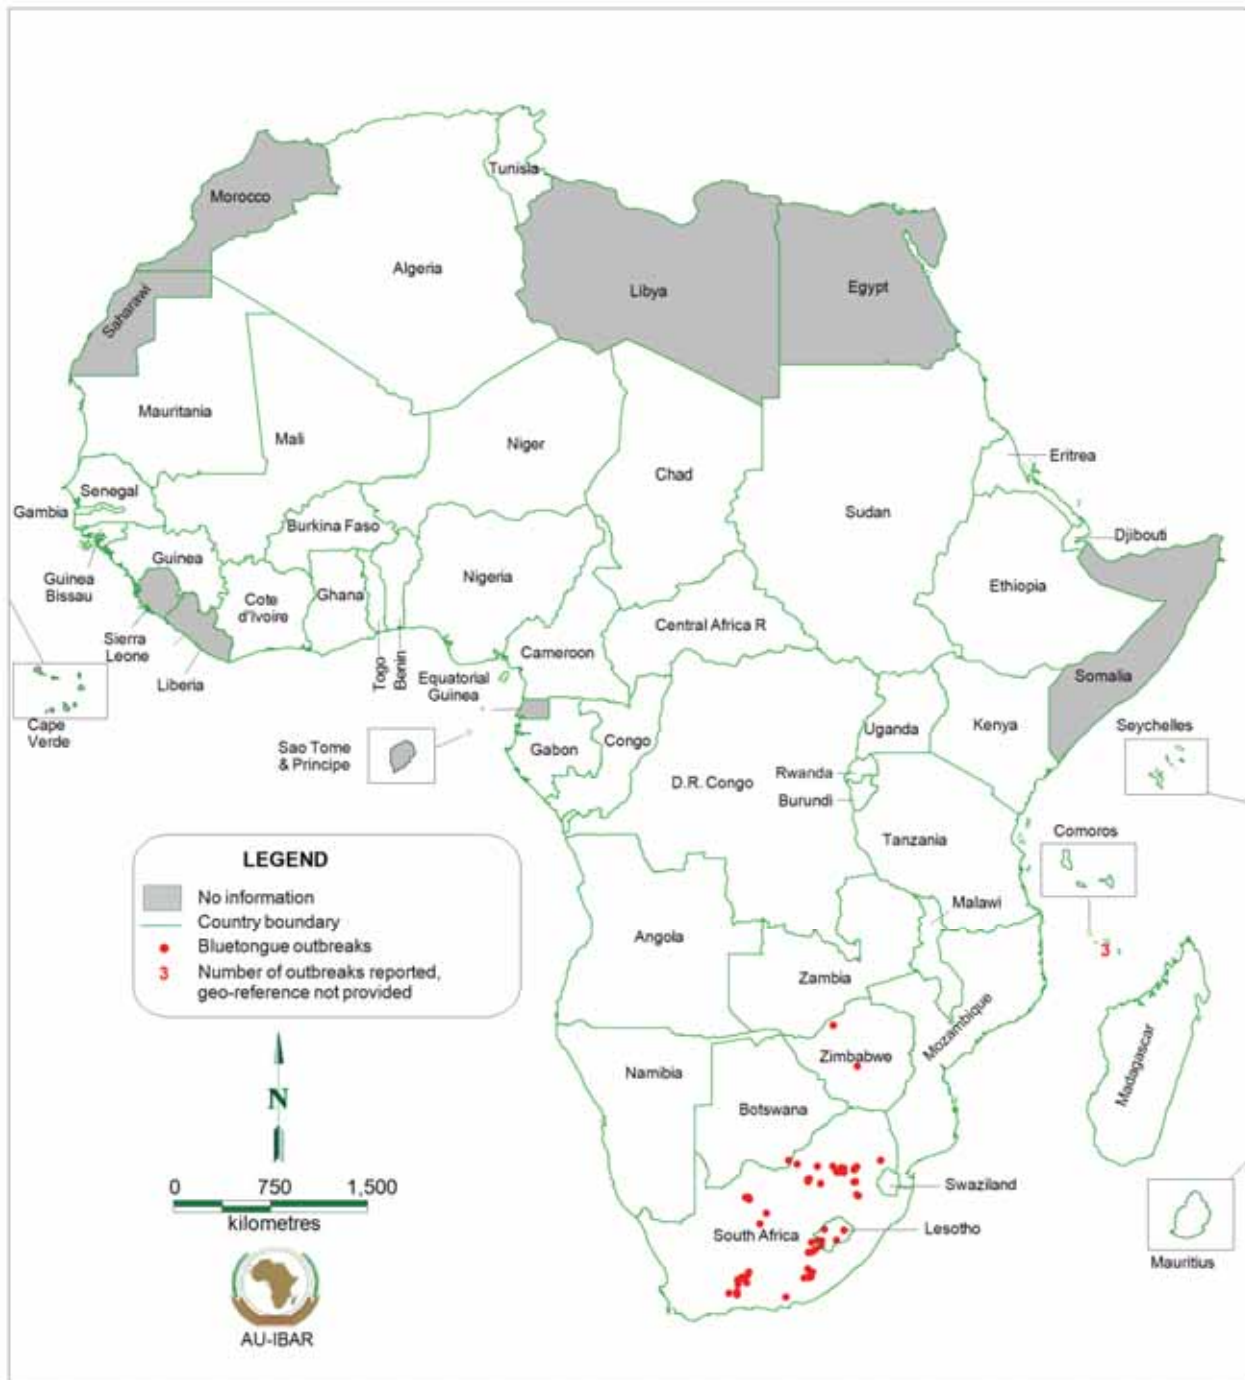 Tunisia
Morocco
Algeria
Libya
Egypt
Saharawi
Mauritania
Mali
Niger
Chad
Sudan
Eritrea
Senegal
Gambia
Burkina Faso
Djibouti
Guinea
Guinea
Bissau
Nigeria
Ethiopia
Cote
d'Ivoire
Ghana
Togo
Benin
Sierra
Leone
Liberia
Central Africa R
Cameroon
Equatorial
Guinea
Somalia
Cape
Verde
Sao Tome
& Principe
Gabon
Congo
Uganda
Kenya
Seychelles
Rwanda
Burundi
D.R. Congo
Tanzania
Comoros
LEGEND
No information
Country boundary
Bluetongue outbreaks
3 Number of outbreaks reported,
geo-reference not provided
Malawi
Angola
Zambia
3
Mozambique
Madagascar
Zimbabwe
Namibia
Botswana
N
0 750 1,500
kilometres
Swaziland
South Africa
Lesotho
Mauritius
AU-IBAR